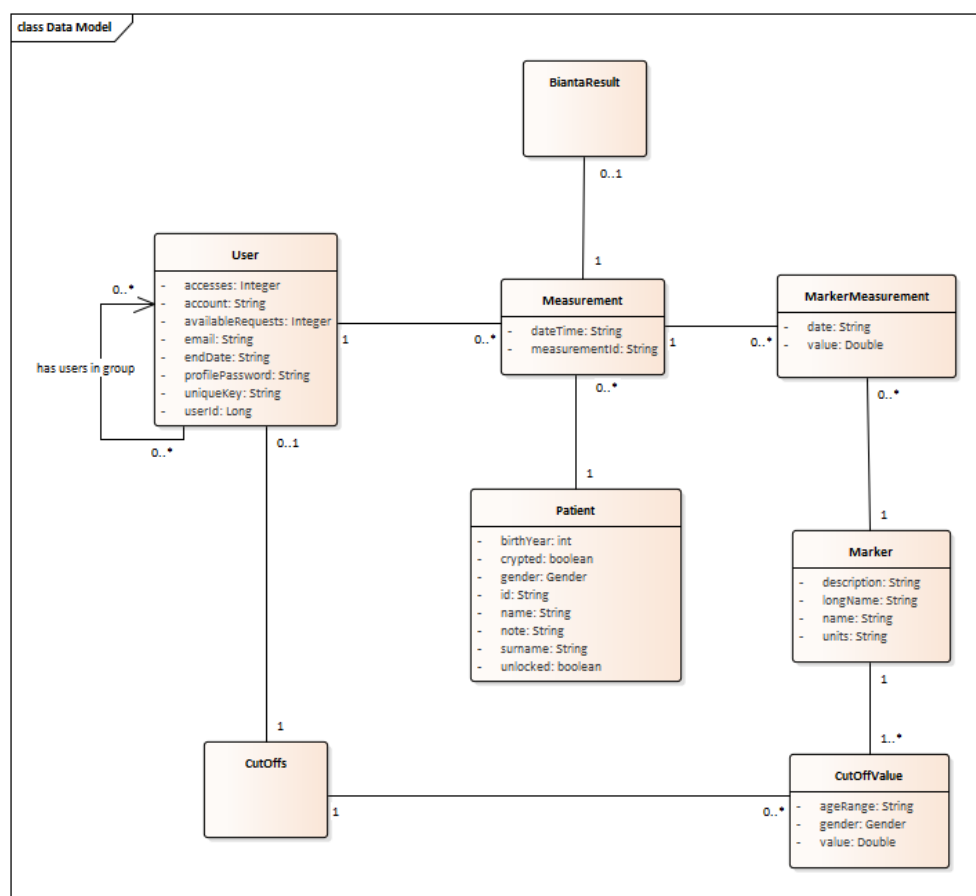 class Data Model
BiantaResult
0..1
1
User
- accesses: Integer
- account: String
- availableRequests: Integer
- email: String
- endDate: String
- profilePassword: String
- uniqueKey: String
- userId: Long
0..*
has users in group
0..*
1
0..*
Measurement
- dateTime: String
- measurementId: String
1
0..*
MarkerMeasurement
- date: String
- value: Double
0..*
1
0..*
1
Patient
- birthYear: int
- crypted: boolean
- gender: Gender
- id: String
- name: String
- note: String
- surname: String
- unlocked: boolean
Marker
- description: String
- longName: String
- name: String
- units: String
1
1..*
0..1
1
CutOffs
1
0..*
CutOffValue
- ageRange: String
- gender: Gender
- value: Double